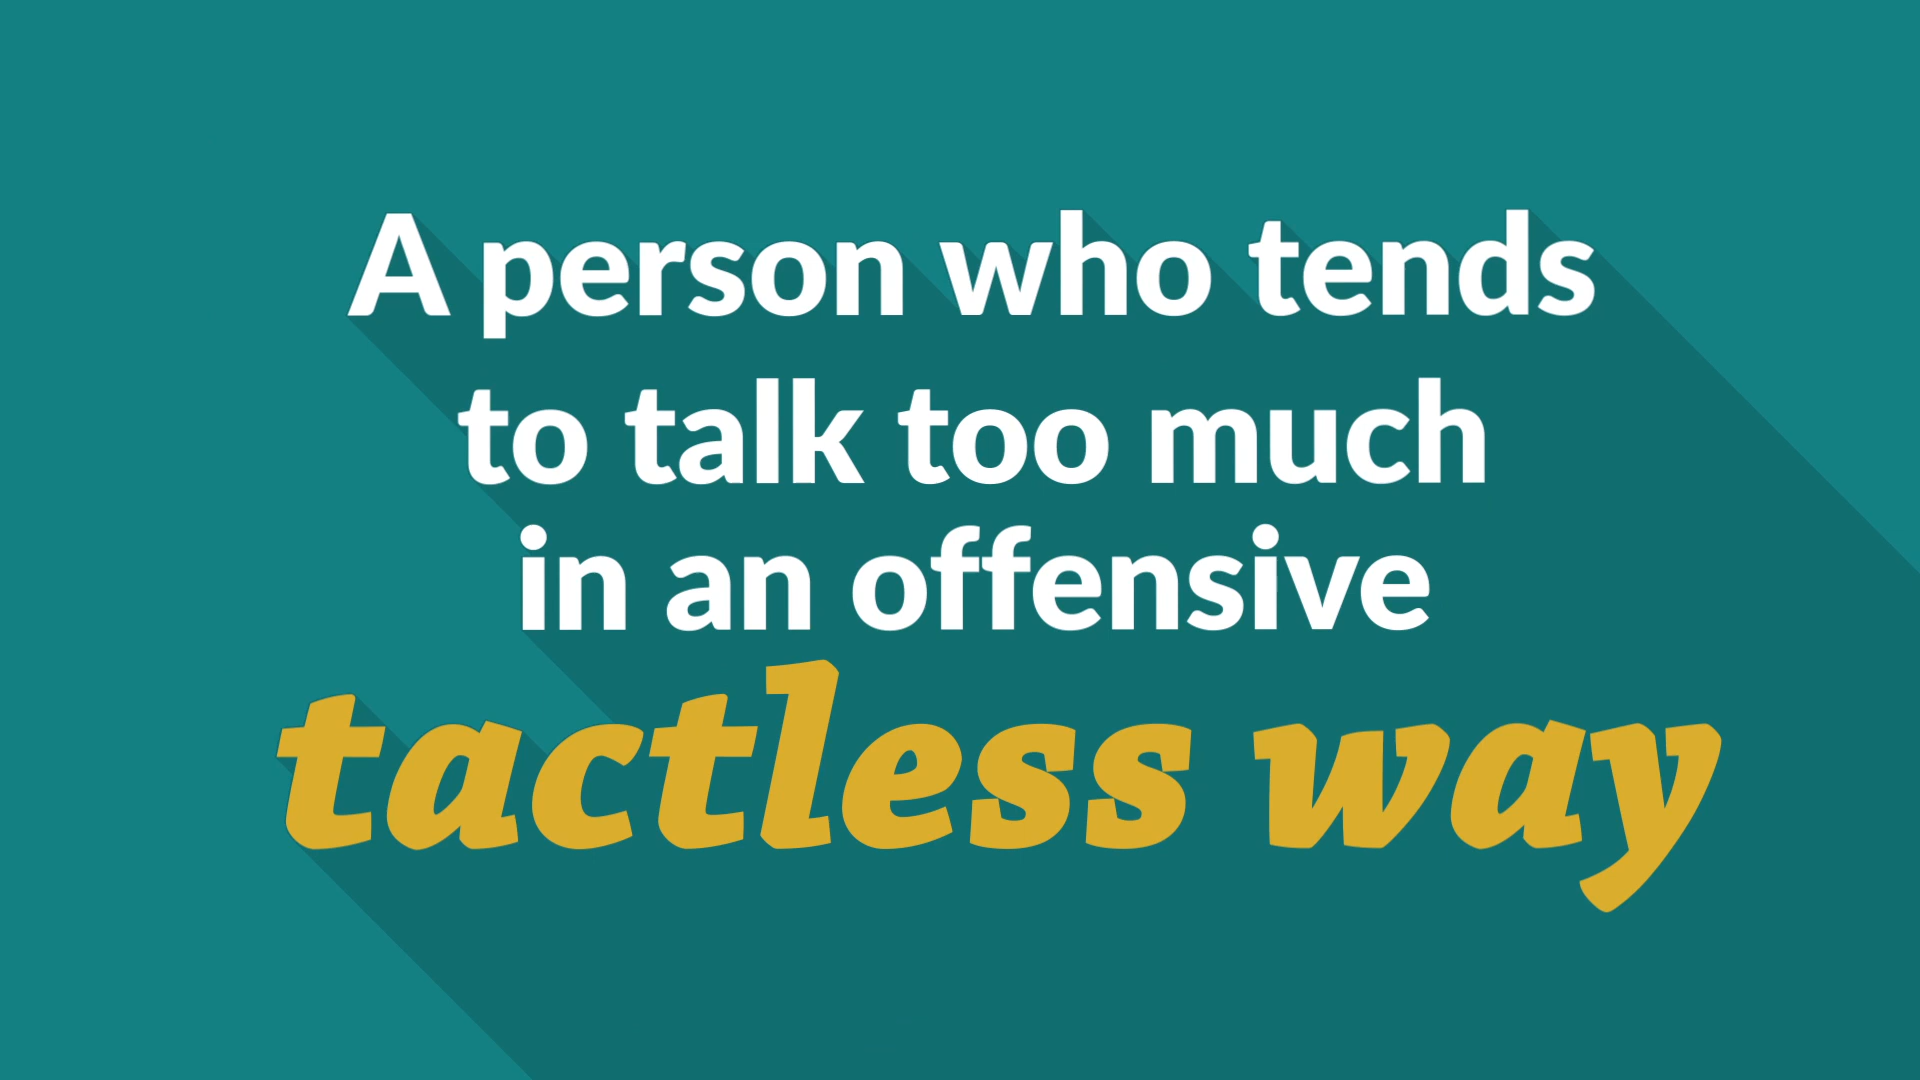 A person who tends
to talk too much
in an offensive
tactless way